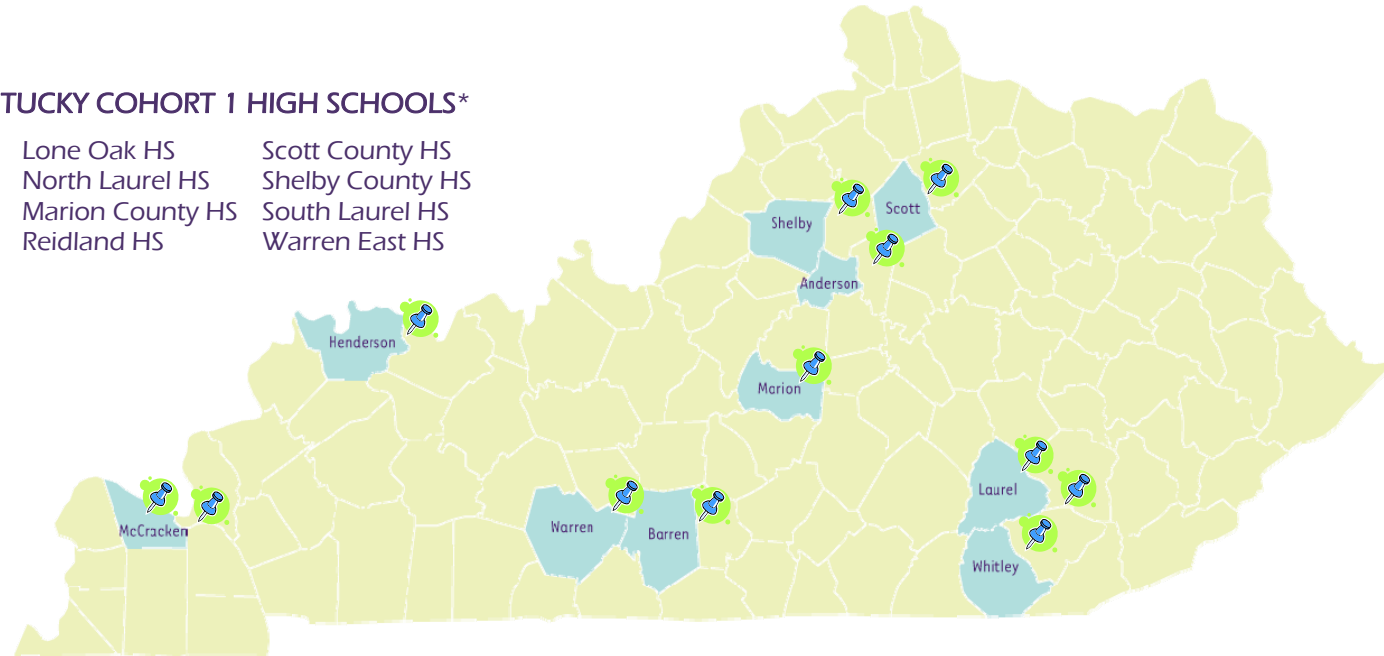 TUCKY COHORT 1 HIGH SCHOOLS*
Lone Oak HS
North Laurel HS
Marion County HS
Reidland HS
Scott County HS
Shelby County HS
South Laurel HS
Warren East HS
Shelby
Scott
Anderson
Henderson
Marion
Laurel
McCracken
Warren
Barren
Whitley